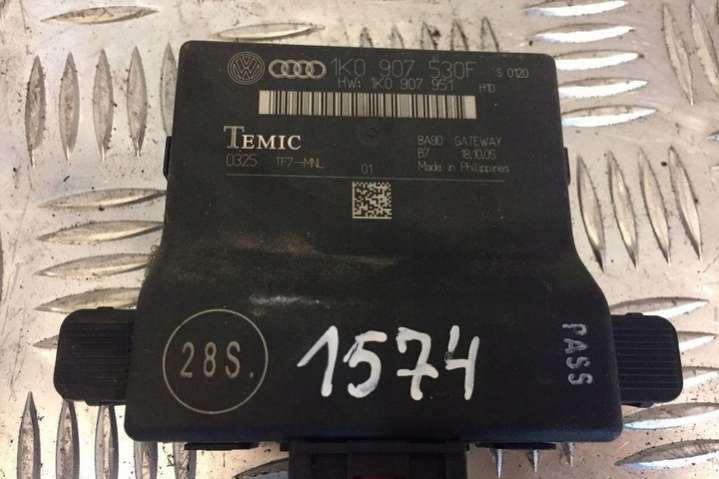 1K0 907 530F S 0120
HW: 1K0 907 951 H10
TEMIC
8A90 GATEWAY
0325 TF7-MNL 01 B7 18.10.05
Made in Philippines
28S.
1574
PASS